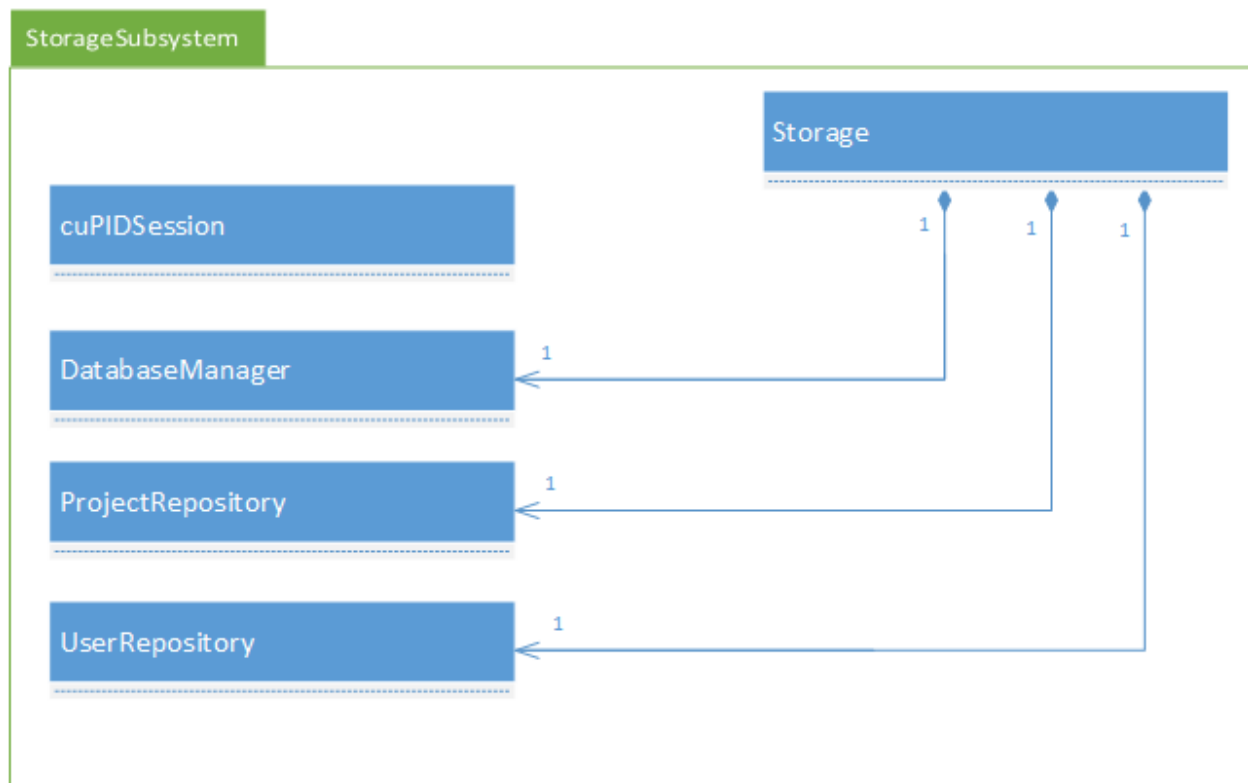 StorageSubsystem
Storage
cuPIDSession
1
1
1
DatabaseManager
1
ProjectRepository
1
UserRepository
1